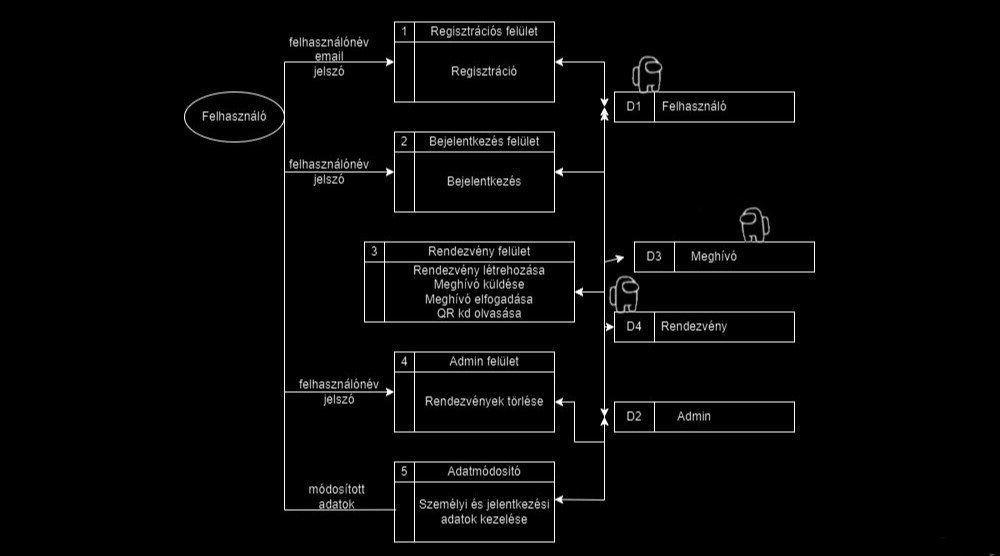 Felhasználó
felhasználónév
email
jelszó
1 Regisztrációs felület
Regisztráció
D1 Felhasználó
felhasználónév
jelszó
2 Bejelentkezés felület
Bejelentkezés
3 Rendezvény felület
Rendezvény létrehozása
Meghívó küldése
Meghívó elfogadása
QR kd olvasása
D3 Meghívó
D4 Rendezvény
felhasználónév
jelszó
4 Admin felület
Rendezvények törlése
D2 Admin
módosított
adatok
5 Adatmódosító
Személyi és jelentkezési
adatok kezelése